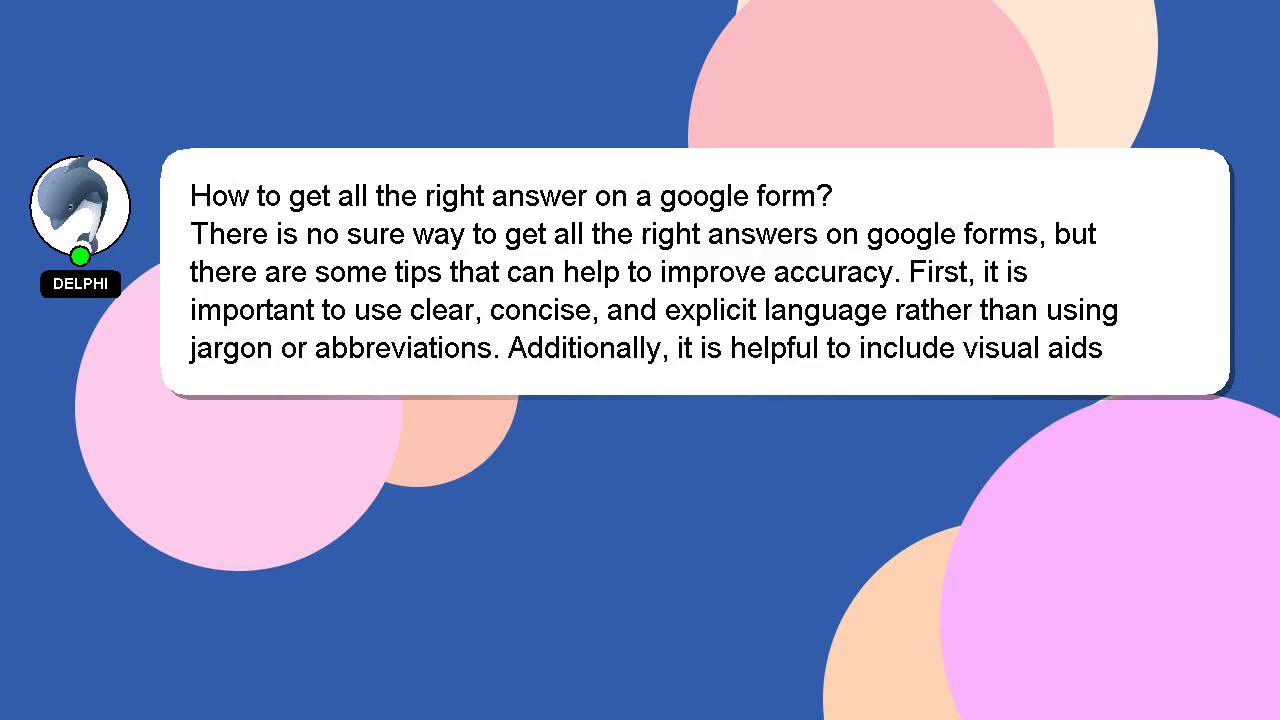 How to get all the right answer on a google form?
There is no sure way to get all the right answers on google forms, but
there are some tips that can help to improve accuracy. First, it is
important to use clear, concise, and explicit language rather than using
jargon or abbreviations. Additionally, it is helpful to include visual aids
DELPHI